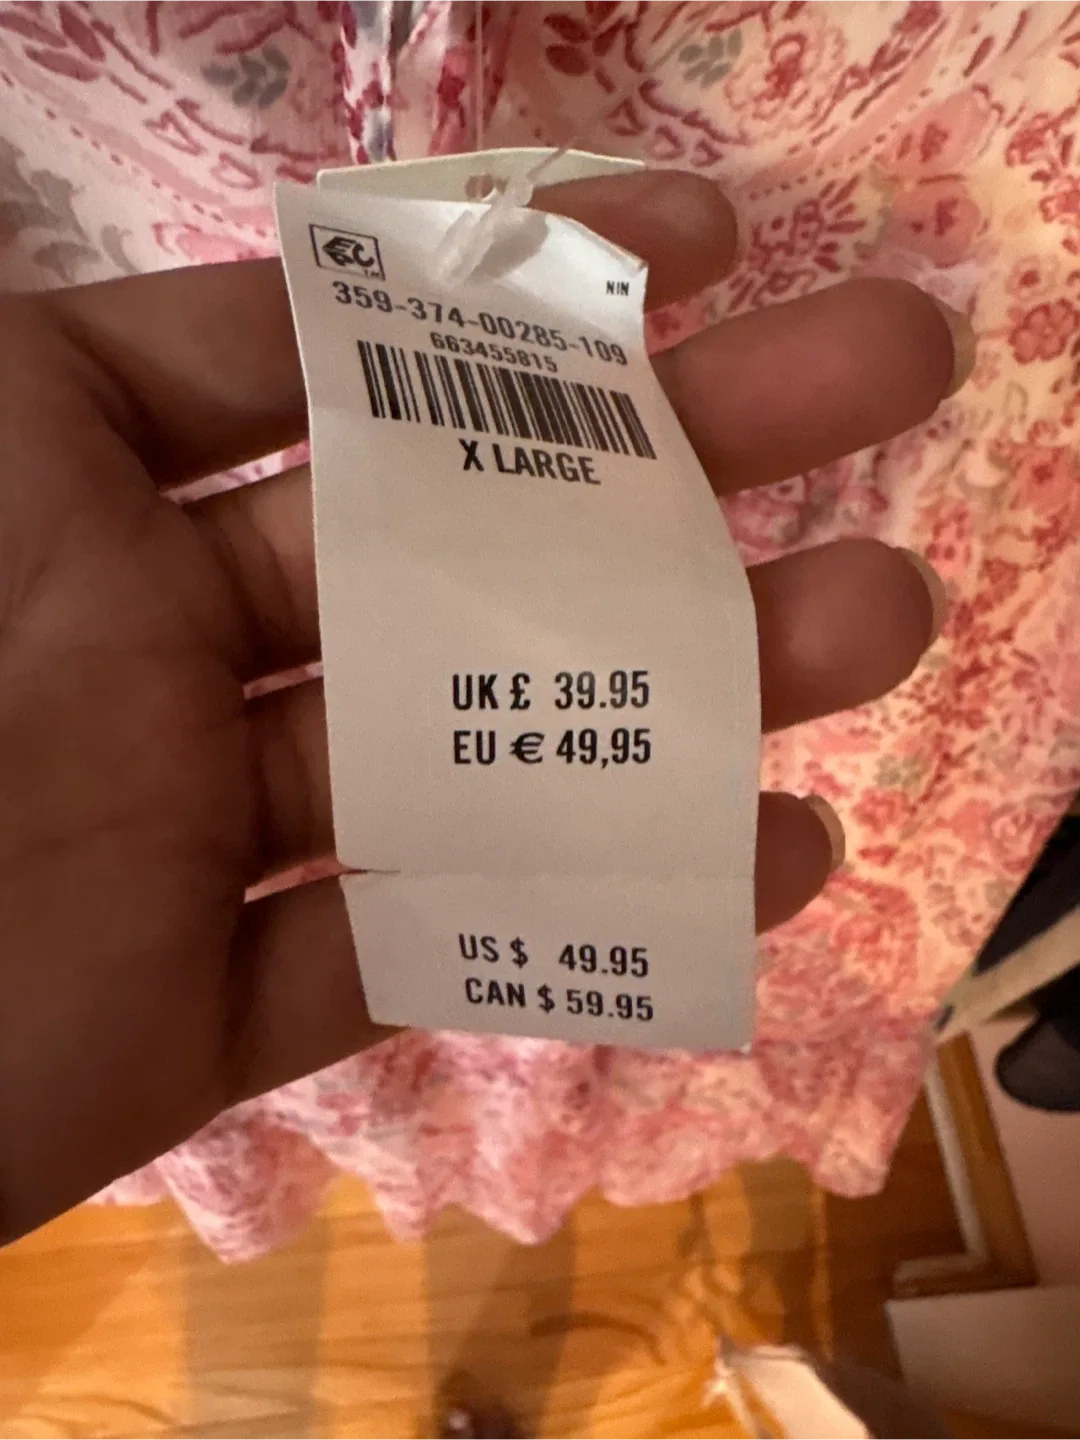 NIN
359-374-00285-109
663455815
X LARGE
UK £ 39.95
EU € 49,95
US $ 49.95
CAN $ 59.95